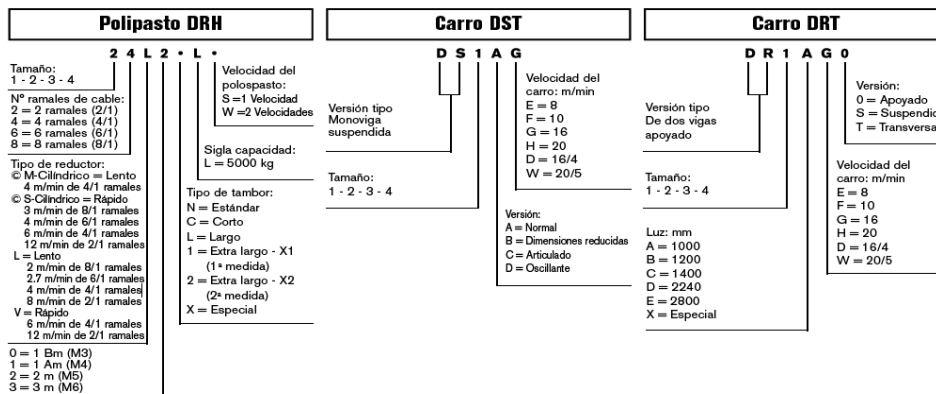 Polipasto DRH
2 4 L 2 • L •
Tamaño:
1 - 2 - 3 - 4
Nº ramales de cable:
2 = 2 ramales (2/1)
4 = 4 ramales (4/1)
6 = 6 ramales (6/1)
8 = 8 ramales (8/1)
Tipo de reductor:
© M-Cilíndrico = Lento
4 m/min de 4/1 ramales
© S-Cilíndrico = Rápido
3 m/min de 8/1 ramales
4 m/min de 6/1 ramales
6 m/min de 4/1 ramales
12 m/min de 2/1 ramales
L = Lento
2 m/min de 8/1 ramales
2.7 m/min de 6/1 ramales
4 m/min de 4/1 ramales
8 m/min de 2/1 ramales
V = Rápido
6 m/min de 4/1 ramales
12 m/min de 2/1 ramales
0 = 1 Bm (M3)
1 = 1 Am (M4)
2 = 2 m (M5)
3 = 3 m (M6)
Velocidad del
polospasto:
S =1 Velocidad
W =2 Velocidades
Sigla capacidad:
L = 5000 kg
Tipo de tambor:
N = Estándar
C = Corto
L = Largo
1 = Extra largo - X1
(1ª medida)
2 = Extra largo - X2
(2ª medida)
X = Especial
Carro DST
D S 1 A G
Versión tipo
Monoviga
suspendida
Tamaño:
1 - 2 - 3 - 4
Velocidad del
carro: m/min
E = 8
F = 10
G = 16
H = 20
D = 16/4
W = 20/5
Versión:
A = Normal
B = Dimensiones reducidas
C = Articulado
D = Oscillante
Carro DRT
D R 1 A G 0
Versión tipo
De dos vigas
apoyado
Tamaño:
1 - 2 - 3 - 4
Luz: mm
A = 1000
B = 1200
C = 1400
D = 2240
E = 2800
X = Especial
Versión:
0 = Apoyado
S = Suspendic
T = Transversa
Velocidad del
carro: m/min
E = 8
F = 10
G = 16
H = 20
D = 16/4
W = 20/5